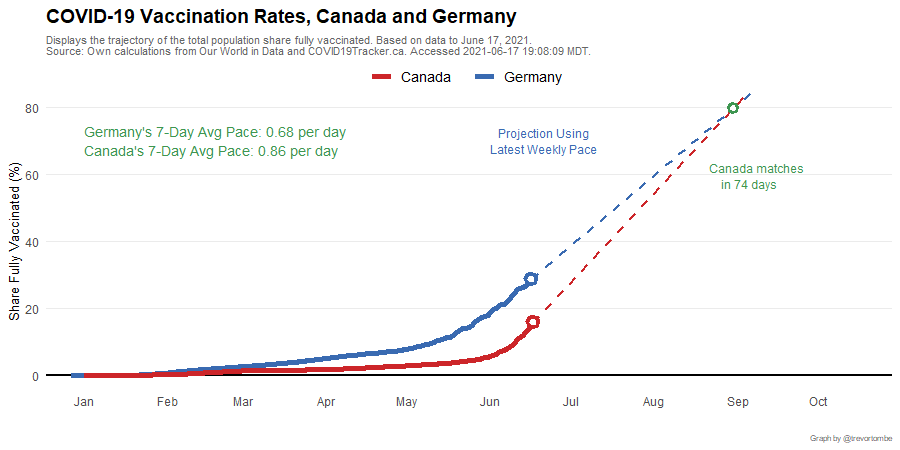 COVID-19 Vaccination Rates, Canada and Germany
Displays the trajectory of the total population share fully vaccinated. Based on data to June 17, 2021.
Source: Own calculations from Our World in Data and COVID19Tracker.ca. Accessed 2021-06-17 19:08:09 MDT.
Canada Germany
Share Fully Vaccinated (%)
80
60
40
20
0
Germany's 7-Day Avg Pace: 0.68 per day
Canada's 7-Day Avg Pace: 0.86 per day
Projection Using
Latest Weekly Pace
Canada matches
in 74 days
Jan Feb Mar Apr May Jun Jul Aug Sep Oct
Graph by @trevortombe